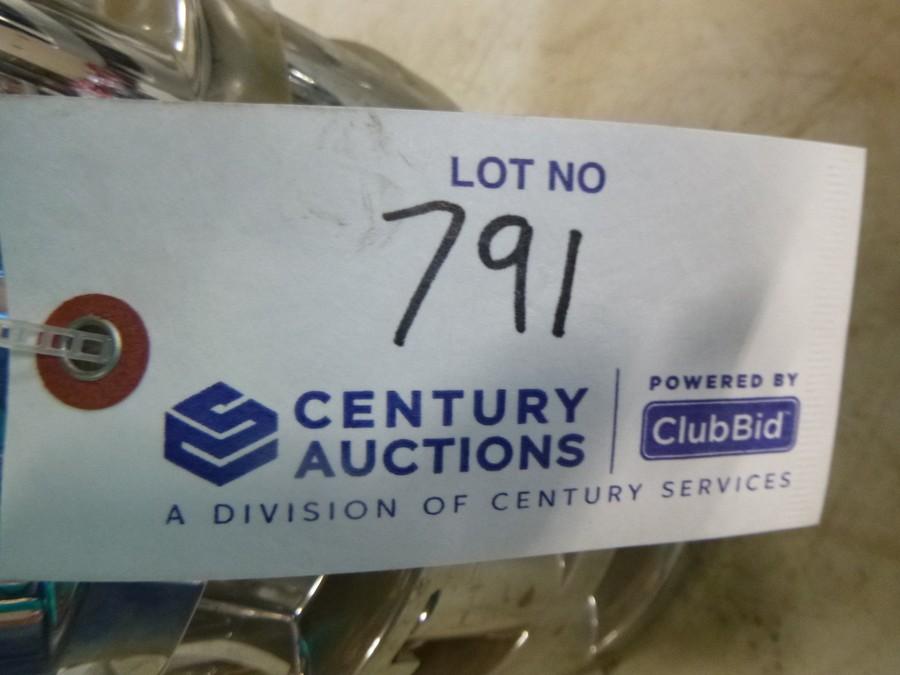 LOT NO
791
CENTURY
AUCTIONS
POWERED BY
ClubBid
A DIVISION OF CENTURY SERVICES